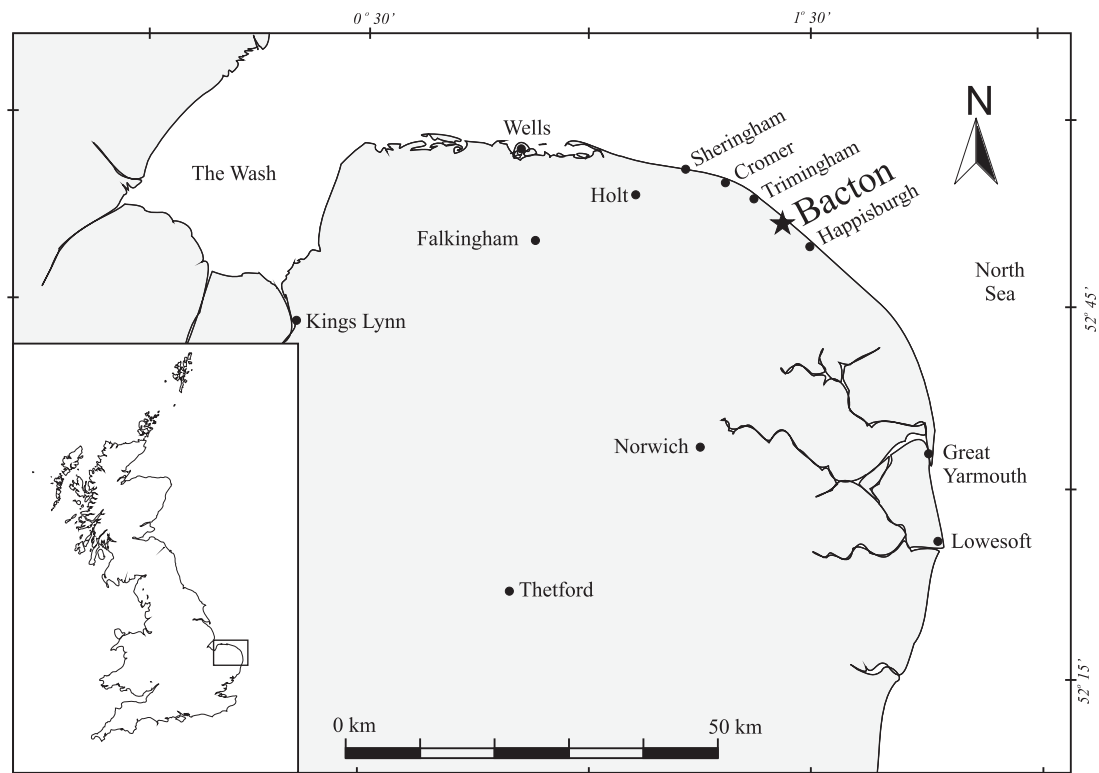 0° 30'
1° 30'
N
Wells
Sheringham
Cromer
Trimingham
Bacton
Happisburgh
The Wash
Holt
Falkingham
North
Sea
Kings Lynn
52° 45'
Norwich
Great
Yarmouth
Lowesoft
Thetford
52° 15'
0 km
50 km